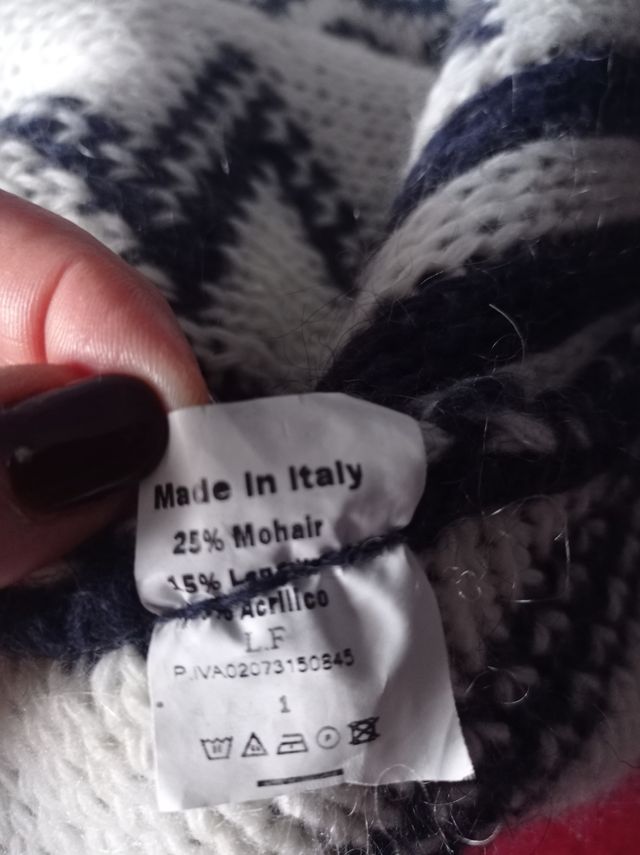 Made in Italy
25% Mohair
15%
Acrilico
L.F
P.IVA02073150845
1